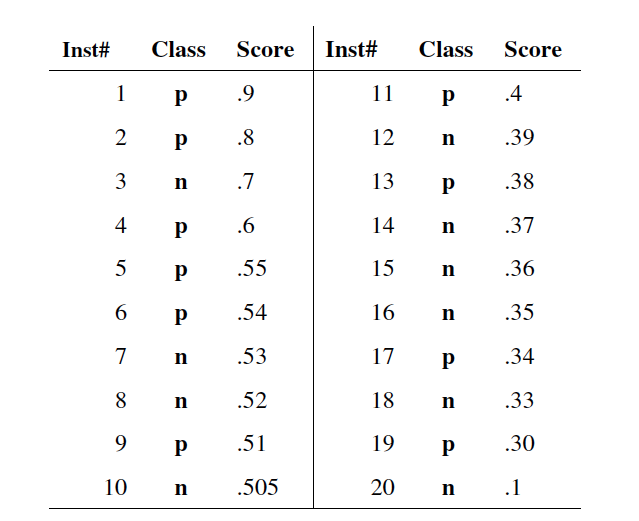 Inst# Class Score Inst# Class Score
1 p .9 11 p .4
2 p .8 12 n .39
3 n .7 13 p .38
4 p .6 14 n .37
5 p .55 15 n .36
6 p .54 16 n .35
7 n .53 17 p .34
8 n .52 18 n .33
9 p .51 19 p .30
10 n .505 20 n .1